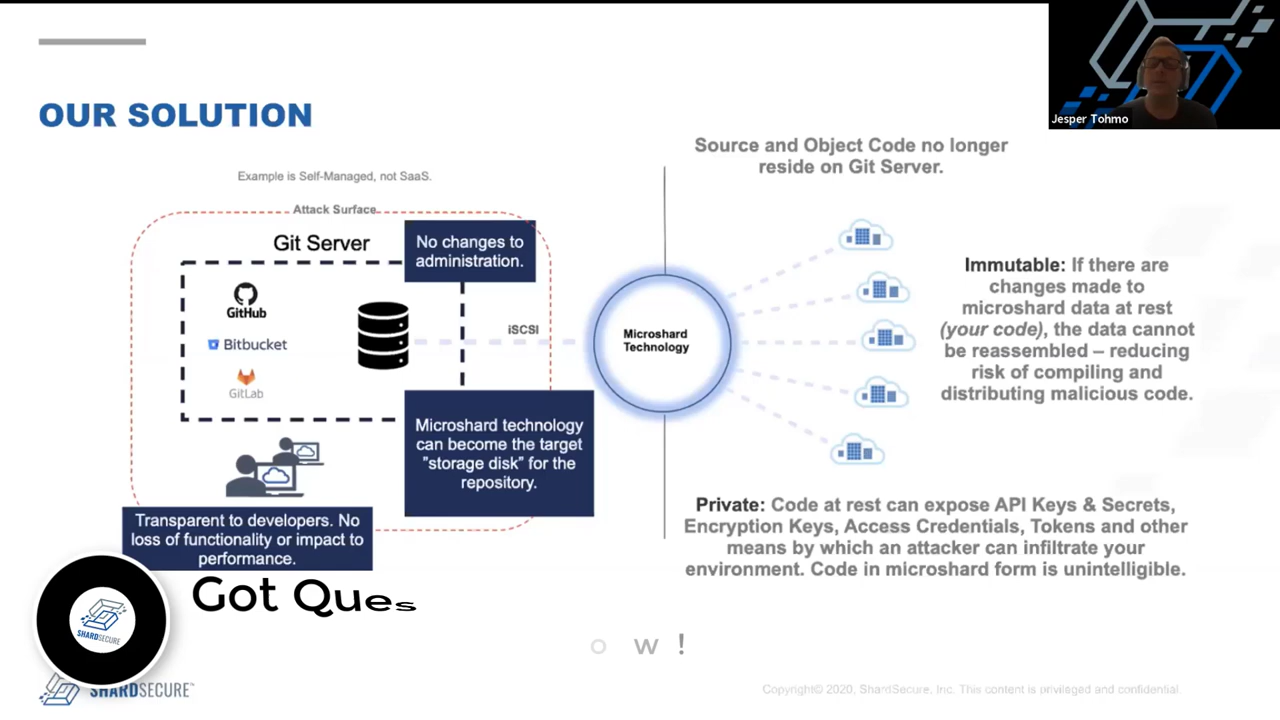 Jesper Tohmo
OUR SOLUTION
Example is Self-Managed, not SaaS.
Attack Surface
Git Server
GitHub
Bitbucket
GitLab
No changes to
administration.
iSCSI
Microshard technology
can become the target
"storage disk" for the
repository.
Transparent to developers. No
loss of functionality or impact to
performance.
Microshard
Technology
Source and Object Code no longer
reside on Git Server.
Immutable: If there are
changes made to
microshard data at rest
(your code), the data cannot
be reassembled – reducing
risk of compiling and
distributing malicious code.
Private: Code at rest can expose API Keys & Secrets,
Encryption Keys, Access Credentials, Tokens and other
means by which an attacker can infiltrate your
environment. Code in microshard form is unintelligible.
Got Ques
o w !
SHARDSECURE
SHARDSECURE™
Copyright© 2020, ShardSecure, Inc. This content is privileged and confidential.